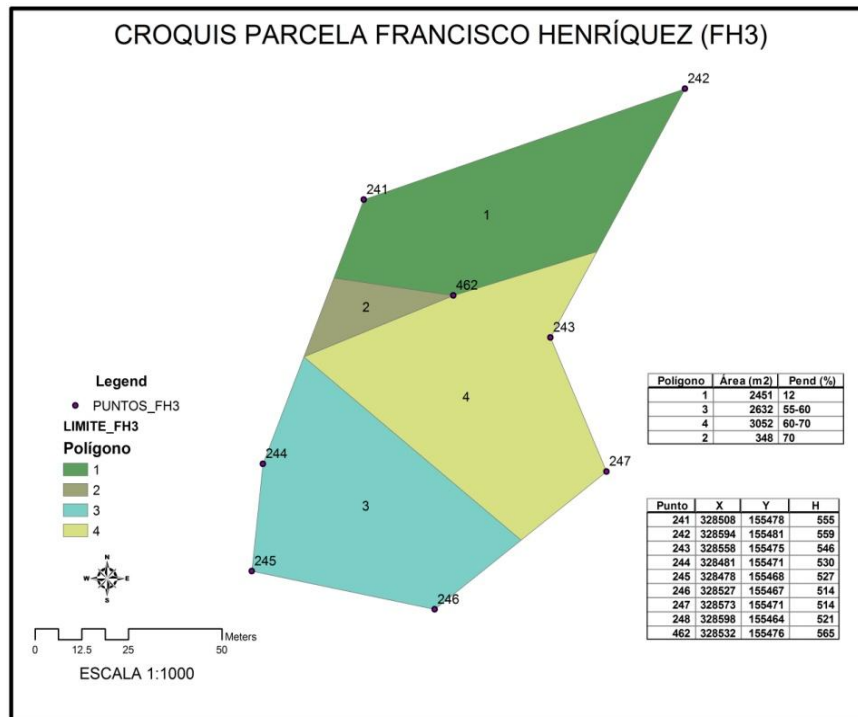 CROQUIS PARCELA FRANCISCO HENRÍQUEZ (FH3)
242
241
1
462
2
243
4
247
244
3
245
246
Legend
PUNTOS_FH3
LIMITE_FH3
Polígono
1
2
3
4
N
W E
S
Meters
0 12.5 25 50
ESCALA 1:1000
Polígono Área (m2) Pend (%)
1 2451 12
3 2632 55-60
4 3052 60-70
2 348 70
Punto X Y H
241 328508 155478 555
242 328594 155481 559
243 328558 155475 546
244 328481 155471 530
245 328478 155468 527
246 328527 155467 514
247 328573 155471 514
248 328598 155464 521
462 328532 155476 565